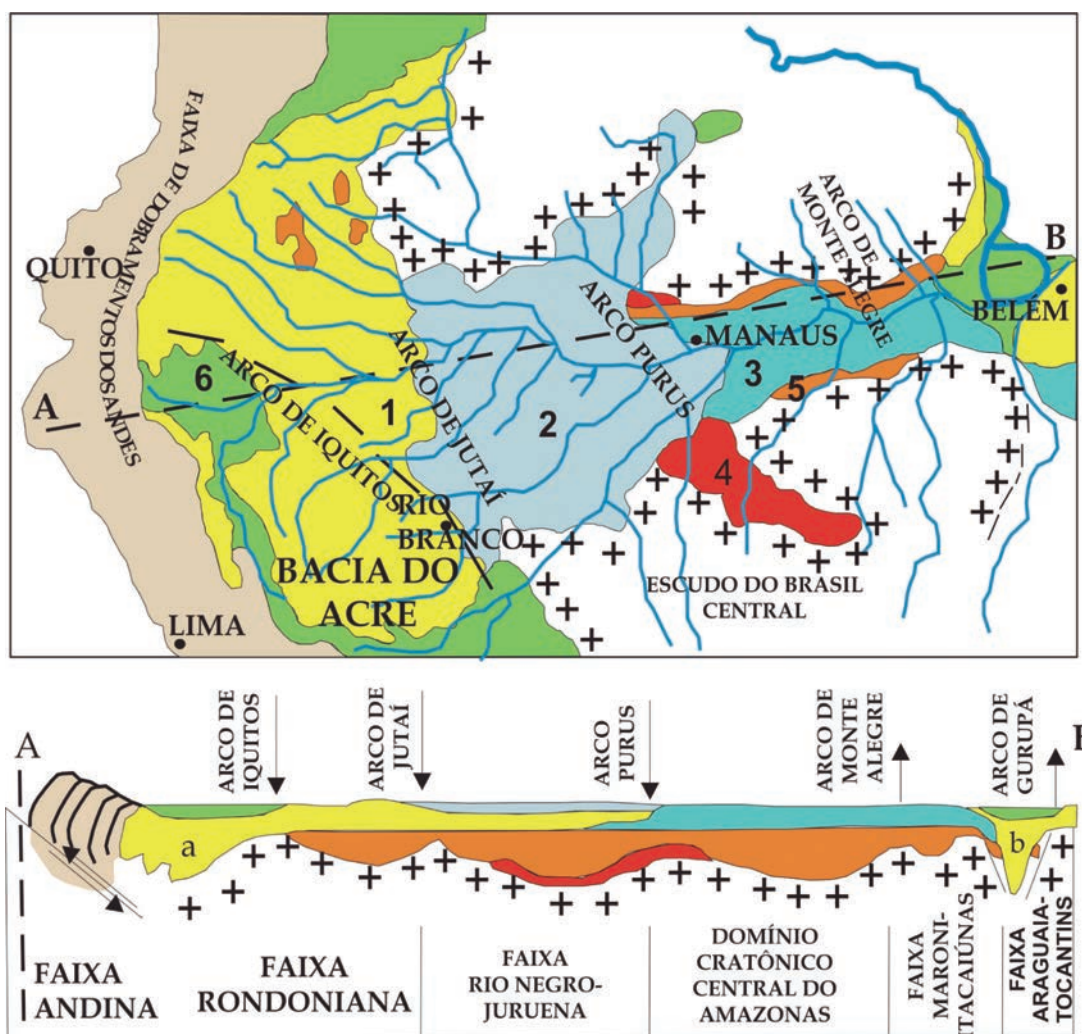 FAIXA DE DOBRAMENTOS DOS ANDES
QUITO
A
6
ARCO DE IQUITOS
1
ARCO DE JUTAÍ
2
ARCO PURUS
MANAUS
3
ARCO DE
MONTE ALEGRE
B
BELÉM
5
4
RIO
BRANCO
BACIA DO
ACRE
LIMA
ESCUDO DO BRASIL
CENTRAL
A
ARCO DE
IQUITOS
ARCO DE
JUTAÍ
ARCO
PURUS
ARCO DE
MONTE
ALEGRE
ARCO DE
GURUPÁ
a
b
FAIXA
ANDINA
FAIXA
RONDONIANA
FAIXA
RIO NEGRO-
JURUENA
DOMÍNIO
CRATÔNICO
CENTRAL DO
AMAZONAS
FAIXA
MARONI-
ITACAIÚNAS
FAIXA
ARAGUAIA-
TOCANTINS